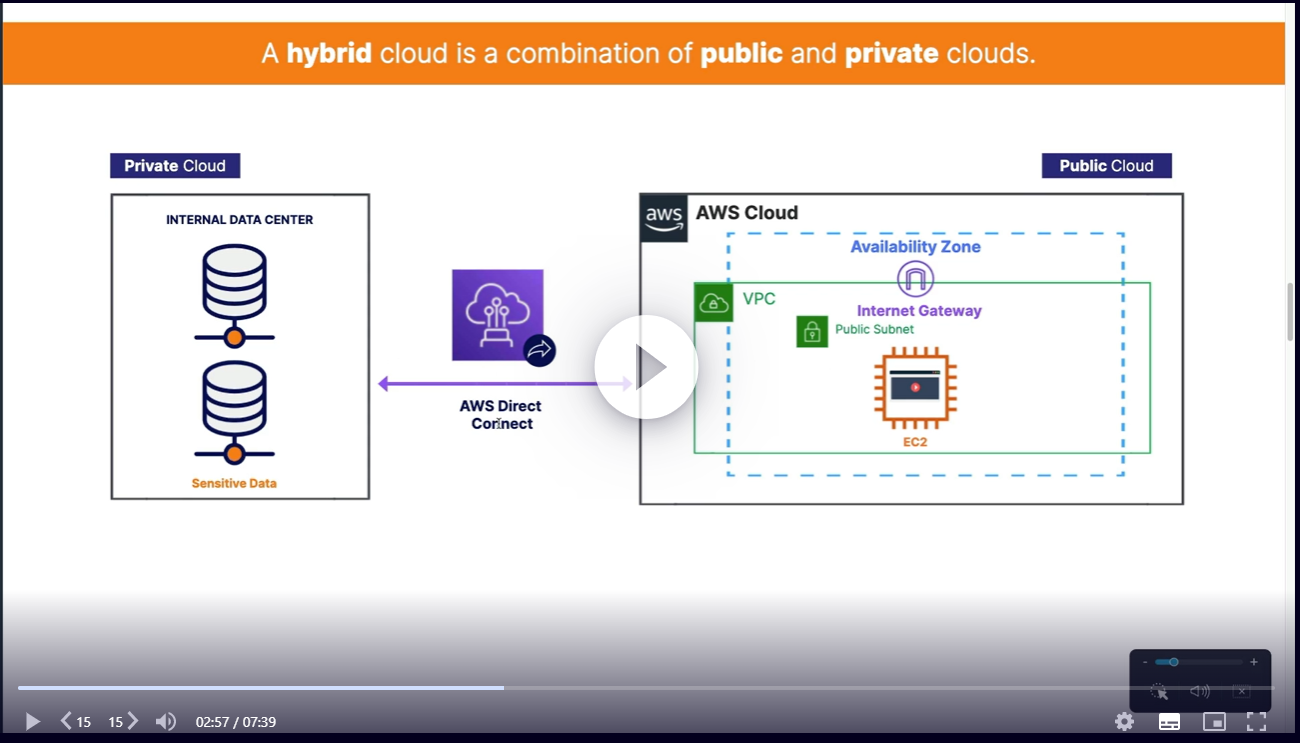 A hybrid cloud is a combination of public and private clouds.
Private Cloud
Public Cloud
INTERNAL DATA CENTER
Sensitive Data
AWS Direct
Connect
aws
AWS Cloud
Availability Zone
VPC
Internet Gateway
Public Subnet
EC2
- +
15 15 02:57 / 07:39